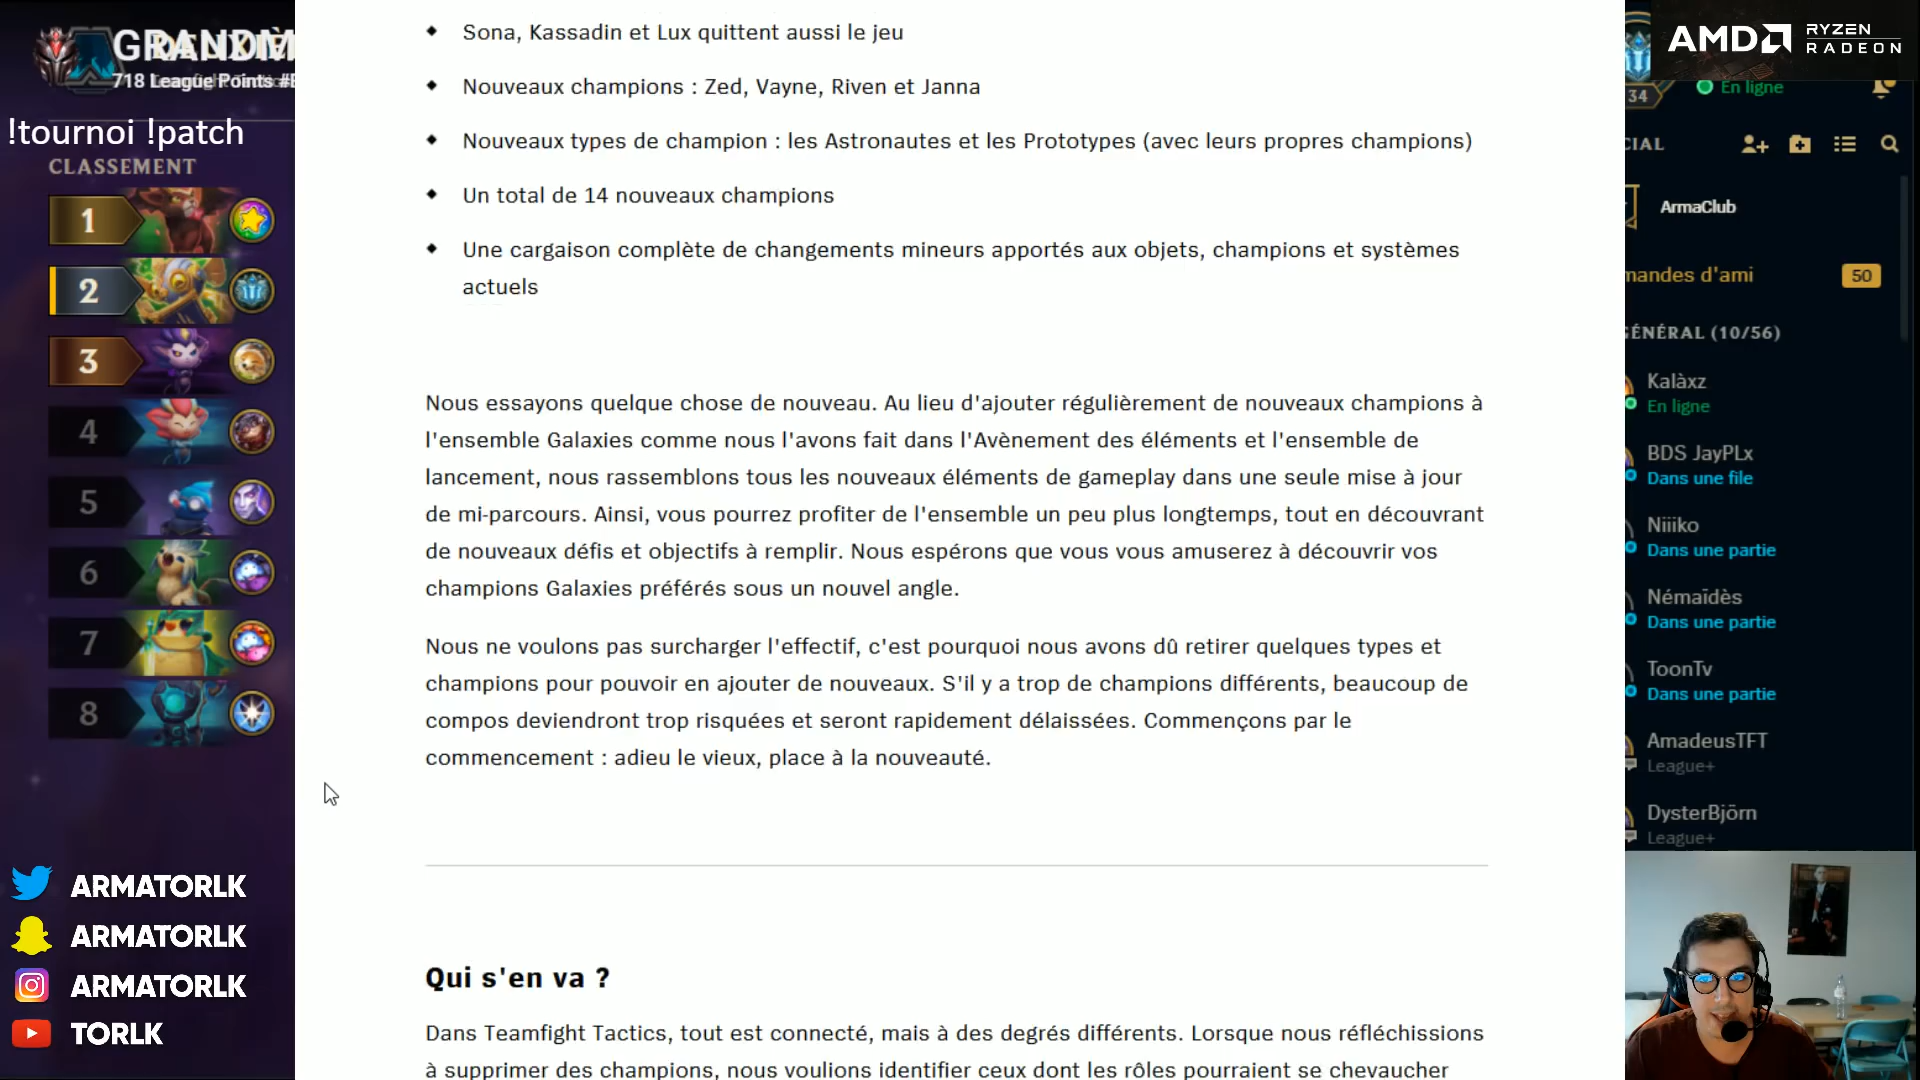 718 League Points
!tournoi !patch
CLASSEMENT
1
2
3
4
5
6
7
8
ARMATORLK
ARMATORLK
ARMATORLK
TORLK
Sona, Kassadin et Lux quittent aussi le jeu
Nouveaux champions : Zed, Vayne, Riven et Janna
Nouveaux types de champion : les Astronautes et les Prototypes (avec leurs propres champions)
Un total de 14 nouveaux champions
Une cargaison complète de changements mineurs apportés aux objets, champions et systèmes
actuels
Nous essayons quelque chose de nouveau. Au lieu d'ajouter régulièrement de nouveaux champions à
l'ensemble Galaxies comme nous l'avons fait dans l'Avènement des éléments et l'ensemble de
lancement, nous rassemblons tous les nouveaux éléments de gameplay dans une seule mise à jour
de mi-parcours. Ainsi, vous pourrez profiter de l'ensemble un peu plus longtemps, tout en découvrant
de nouveaux défis et objectifs à remplir. Nous espérons que vous vous amuserez à découvrir vos
champions Galaxies préférés sous un nouvel angle.
Nous ne voulons pas surcharger l'effectif, c'est pourquoi nous avons dû retirer quelques types et
champions pour pouvoir en ajouter de nouveaux. S'il y a trop de champions différents, beaucoup de
compos deviendront trop risquées et seront rapidement délaissées. Commençons par le
commencement : adieu le vieux, place à la nouveauté.
Qui s'en va ?
Dans Teamfight Tactics, tout est connecté, mais à des degrés différents. Lorsque nous réfléchissions
à supprimer des champions, nous voulions identifier ceux dont les rôles pourraient se chevaucher
AMD RYZEN
RADEON
34
En ligne
CIAL
ArmaClub
mandes d'ami
50
GÉNÉRAL (10/56)
Kalàxz
En ligne
BDS JayPLx
Dans une file
Niiiko
Dans une partie
Némaïdès
Dans une partie
ToonTv
Dans une partie
AmadeusTFT
League+
DysterBjörn
League+